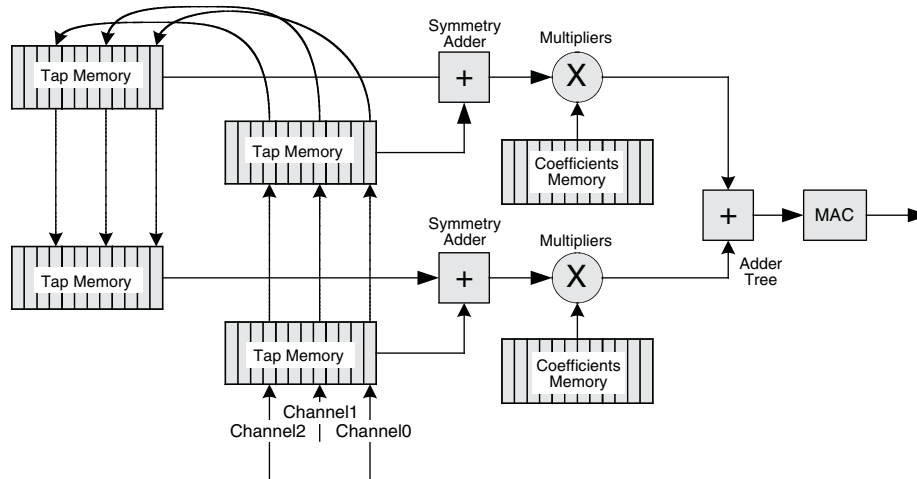 Symmetry
Adder
Multipliers
Tap Memory
+
X
Tap Memory
Coefficients
Memory
+
MAC
Symmetry
Adder
Multipliers
Adder
Tree
Tap Memory
+
X
Tap Memory
Coefficients
Memory
Channel1
Channel2
Channel0